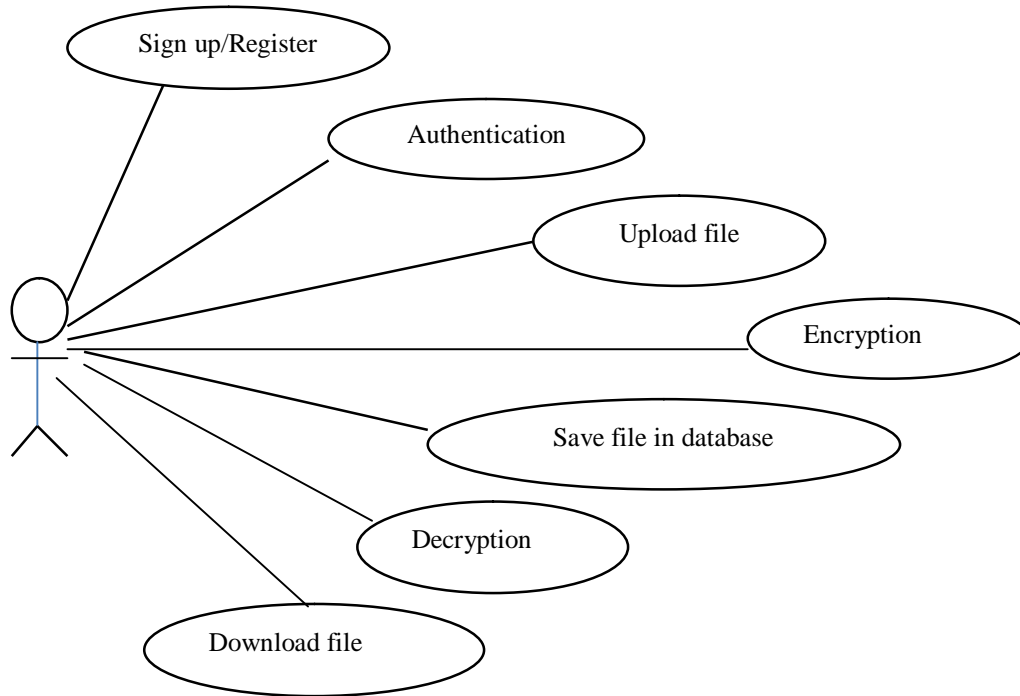 Sign up/Register
Authentication
Upload file
Encryption
Save file in database
Decryption
Download file